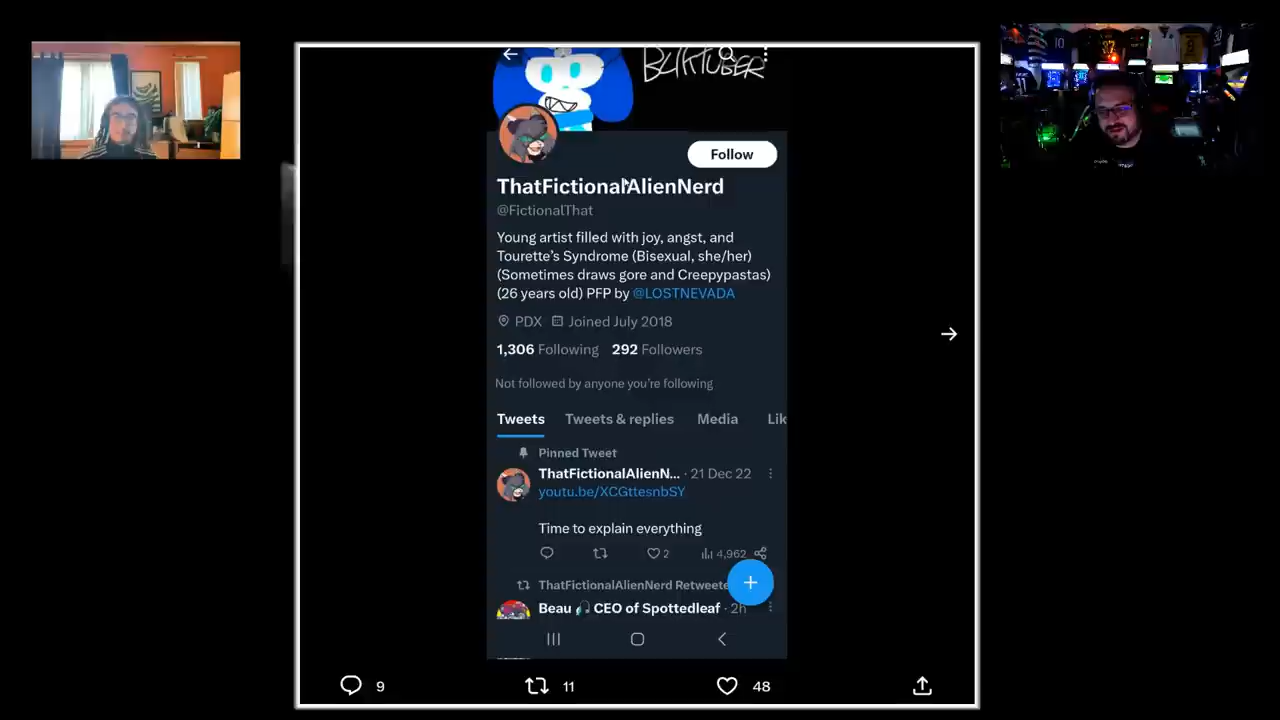 BLKTUBER
Follow
ThatFictionalAlienNerd
@FictionalThat
Young artist filled with joy, angst, and
Tourette's Syndrome (Bisexual, she/her)
(Sometimes draws gore and Creepypastas)
(26 years old) PFP by @LOSTNEVADA
PDX Joined July 2018
1,306 Following 292 Followers
Not followed by anyone you're following
Tweets Tweets & replies Media Lik
Pinned Tweet
ThatFictionalAlienN... · 21 Dec 22
youtu.be/XCGttesnbSY
Time to explain everything
2 4,962
ThatFictionalAlienNerd Retweete
Beau CEO of Spottedleaf · 2h
9 11 48